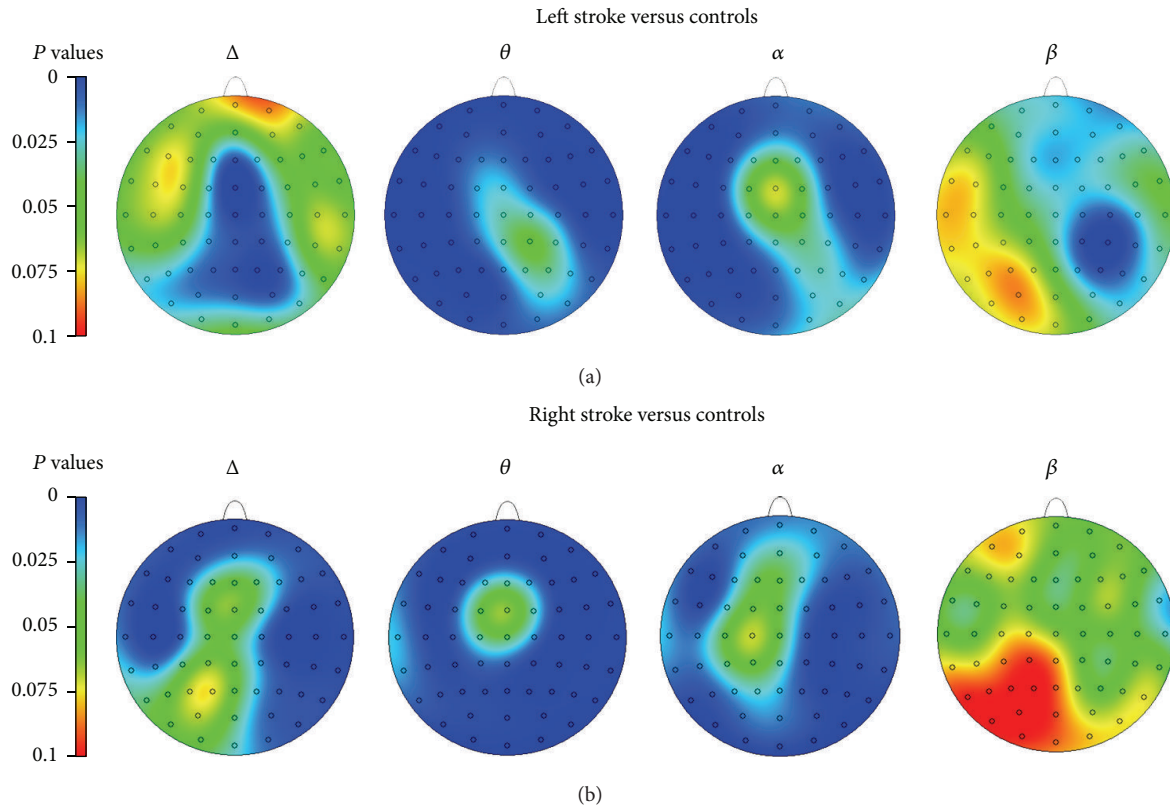 Left stroke versus controls
P values
Δ
θ
α
β
0
0.025
0.05
0.075
0.1
(a)
Right stroke versus controls
P values
Δ
θ
α
β
0
0.025
0.05
0.075
0.1
(b)